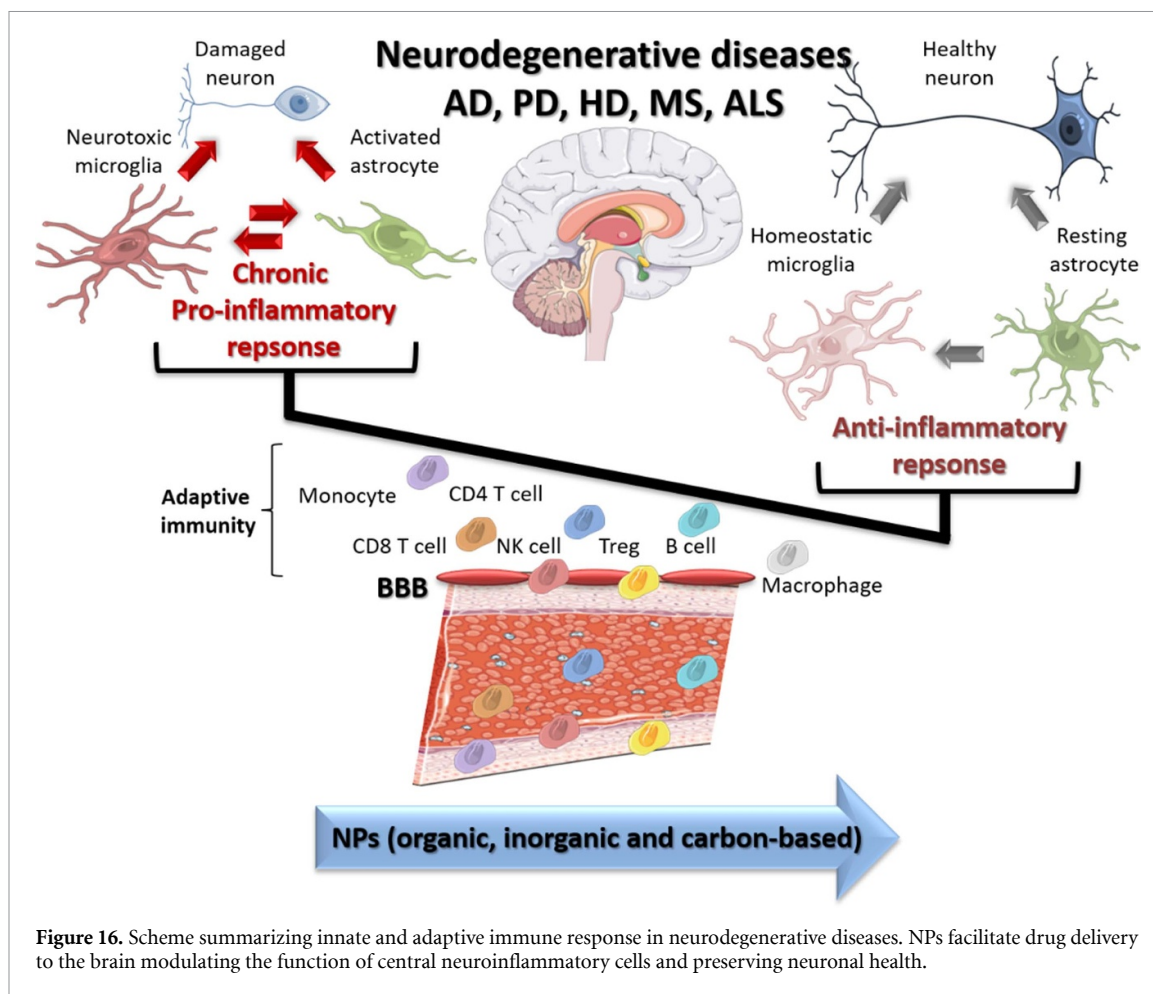 Neurodegenerative diseases
AD, PD, HD, MS, ALS
Damaged
neuron
Neurotoxic
microglia
Activated
astrocyte
Chronic
Pro-inflammatory
repsonse
Healthy
neuron
Homeostatic
microglia
Resting
astrocyte
Anti-inflammatory
repsonse
Adaptive
immunity
Monocyte
CD4 T cell
CD8 T cell
NK cell
Treg
B cell
Macrophage
BBB
NPs (organic, inorganic and carbon-based)
Figure 16. Scheme summarizing innate and adaptive immune response in neurodegenerative diseases. NPs facilitate drug delivery
to the brain modulating the function of central neuroinflammatory cells and preserving neuronal health.